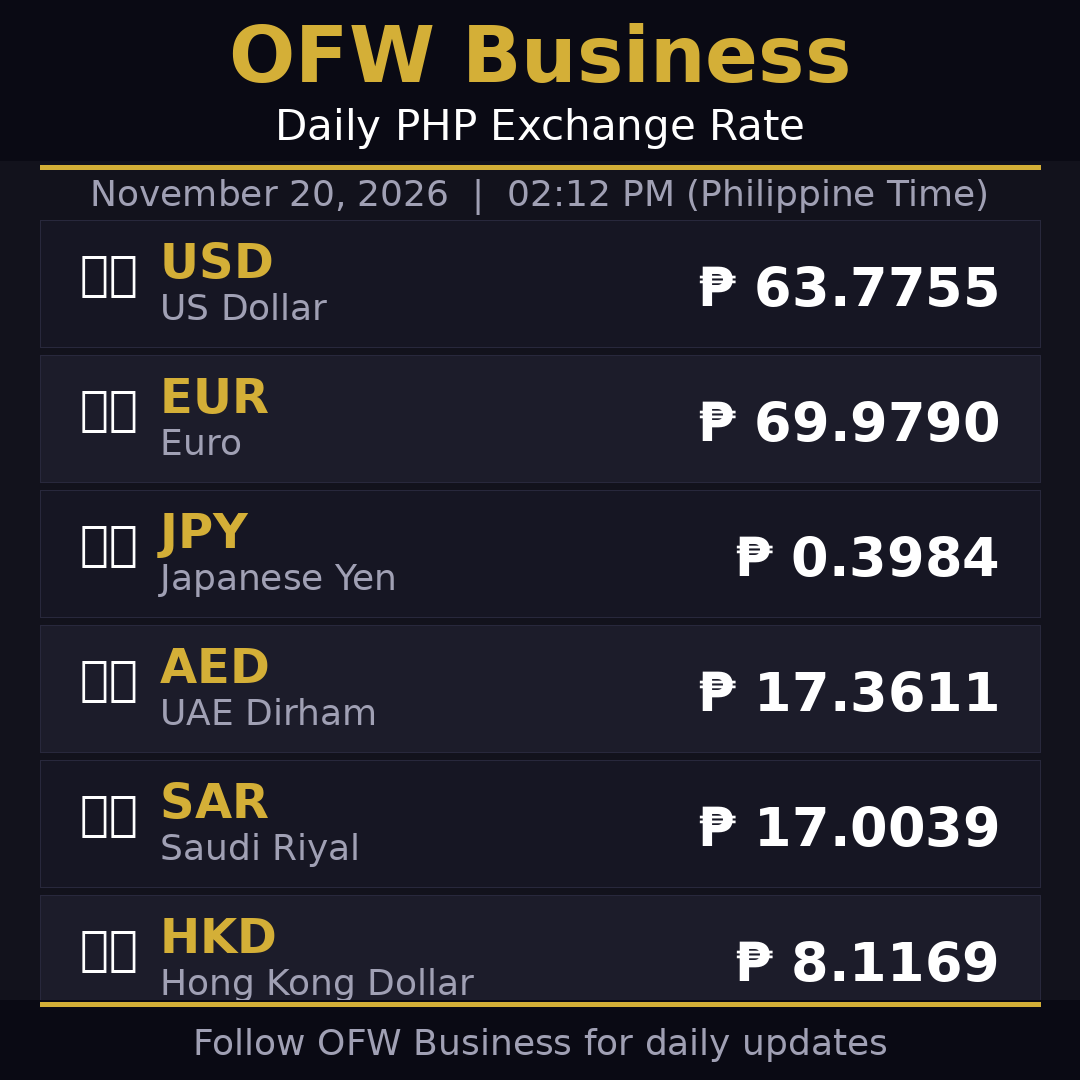 OFW Business
Daily PHP Exchange Rate
November 20, 2026 | 02:12 PM (Philippine Time)
USD
US Dollar
₱ 63.7755
EUR
Euro
₱ 69.9790
JPY
Japanese Yen
₱ 0.3984
AED
UAE Dirham
₱ 17.3611
SAR
Saudi Riyal
₱ 17.0039
HKD
Hong Kong Dollar
₱ 8.1169
Follow OFW Business for daily updates